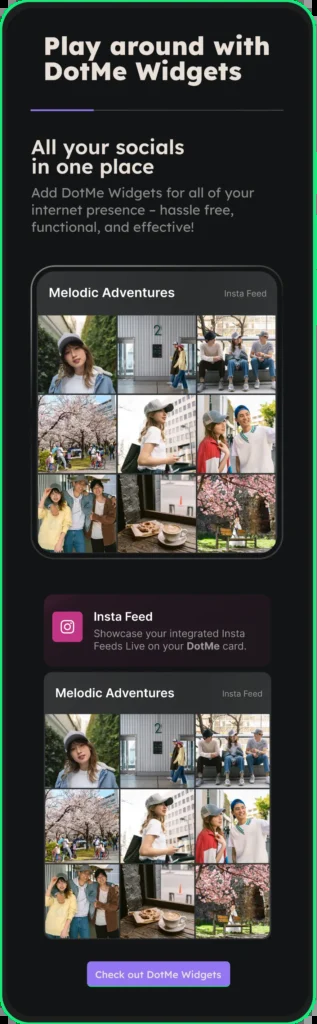 Play around with
DotMe Widgets
All your socials
in one place
Add DotMe Widgets for all of your
internet presence – hassle free,
functional, and effective!
Melodic Adventures
Insta Feed
2
Insta Feed
Showcase your integrated Insta
Feeds Live on your DotMe card.
Melodic Adventures
Insta Feed
2
Check out DotMe Widgets